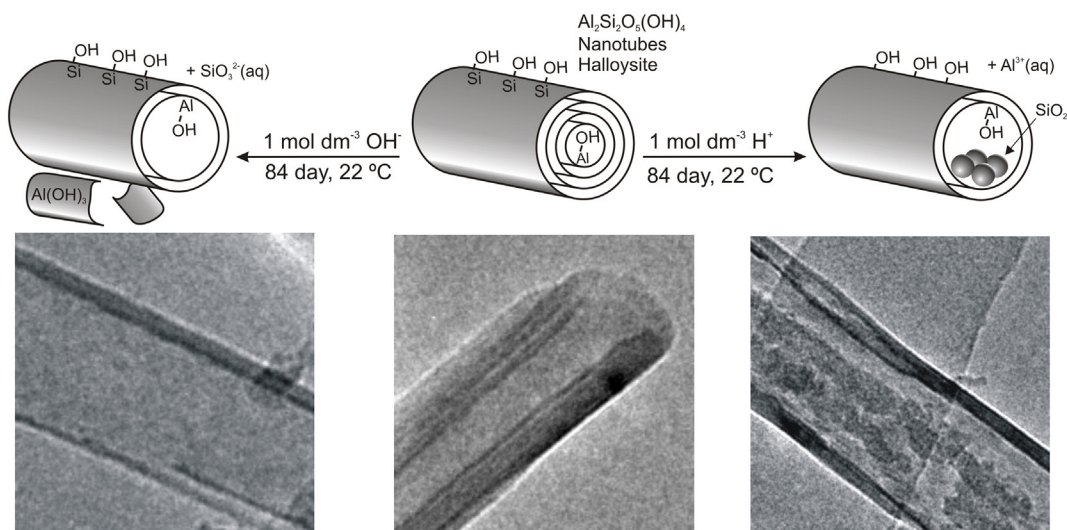 Al₂Si₂O₅(OH)₄
Nanotubes
Halloysite
OH
OH
OH
Si
Si
Si
+ SiO₃²⁻(aq)
Al
OH
Al(OH)₃
1 mol dm⁻³ OH⁻
84 day, 22 ºC
OH
OH
OH
Si
Si
Si
OH
Al
1 mol dm⁻³ H⁺
84 day, 22 ºC
OH
OH
OH
+ Al³⁺(aq)
Al
OH
SiO₂